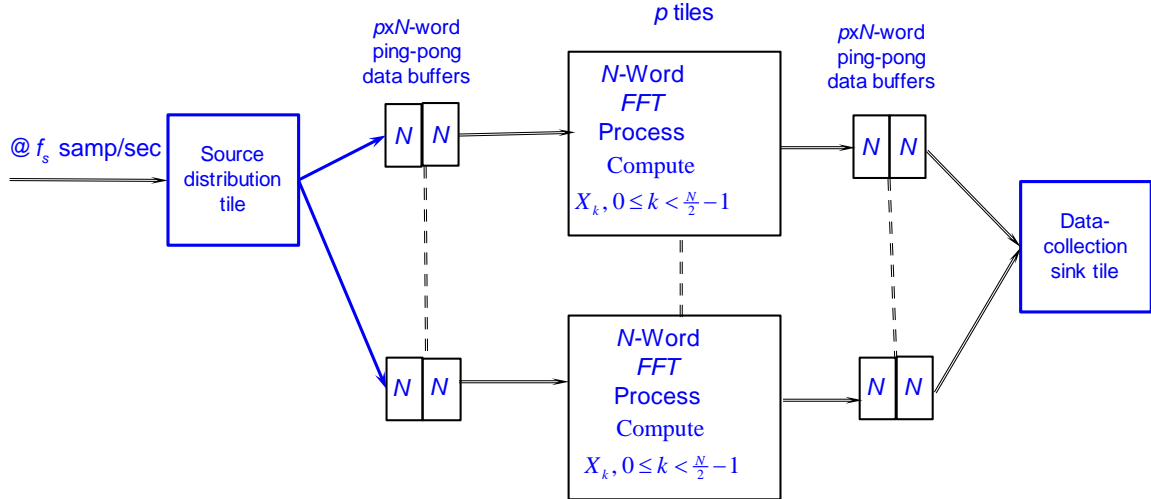 p tiles
pxN-word
ping-pong
data buffers
pxN-word
ping-pong
data buffers
@ f_s samp/sec
Source
distribution
tile
N N
N-Word
FFT
Process
Compute
X_k, 0 ≤ k < N/2 −1
N N
Data-
collection
sink tile
N N
N-Word
FFT
Process
Compute
X_k, 0 ≤ k < N/2 −1
N N